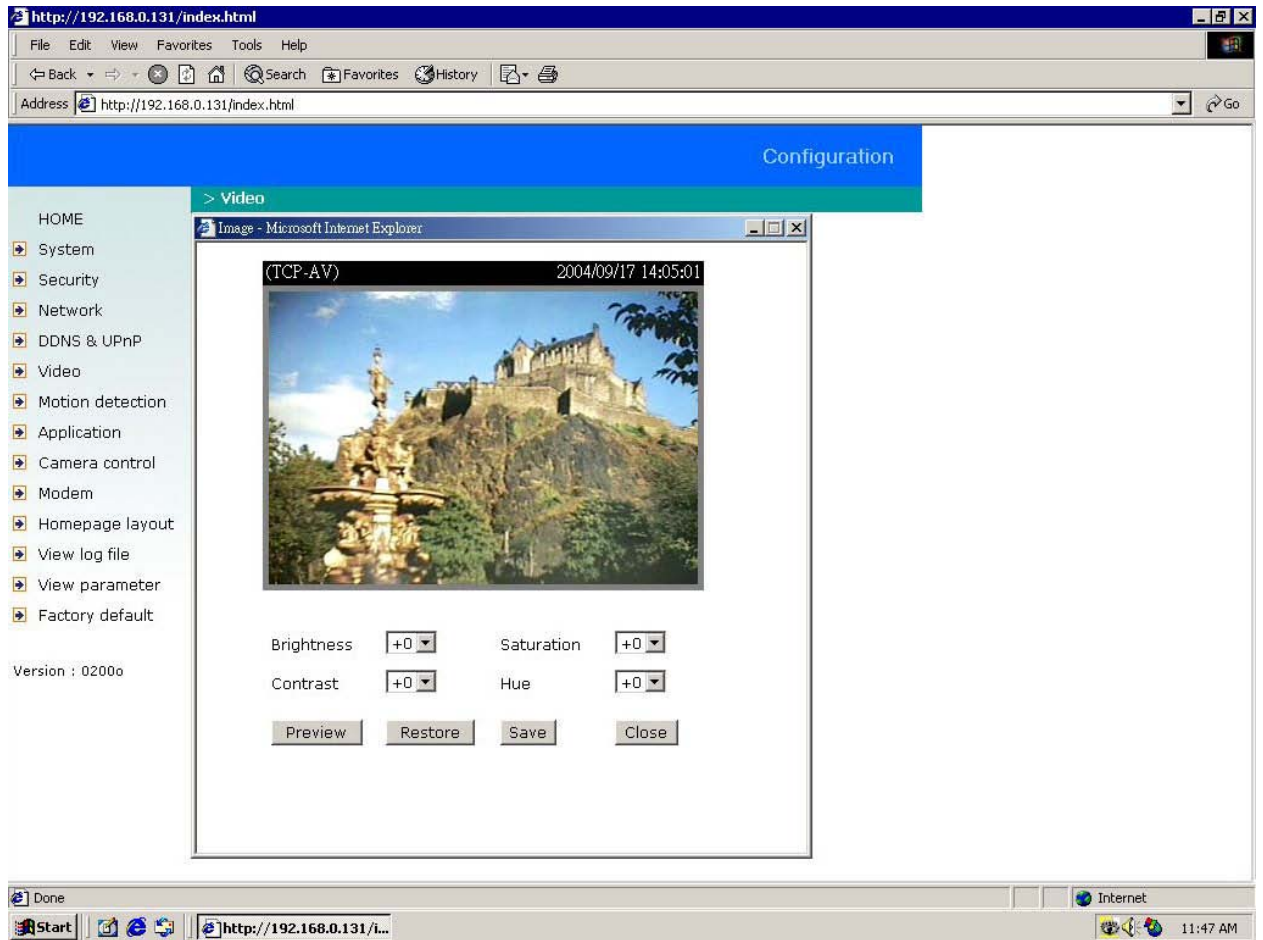 http://192.168.0.131/index.html
File Edit View Favorites Tools Help
Back Search Favorites History
Address http://192.168.0.131/index.html Go
Configuration
> Video
HOME
System
Security
Network
DDNS & UPnP
Video
Motion detection
Application
Camera control
Modem
Homepage layout
View log file
View parameter
Factory default
Version : 0200o
Image - Microsoft Internet Explorer
(TCP-AV) 2004/09/17 14:05:01
Brightness +0 Saturation +0
Contrast +0 Hue +0
Preview Restore Save Close
Done Internet
Start http://192.168.0.131/i... 11:47 AM